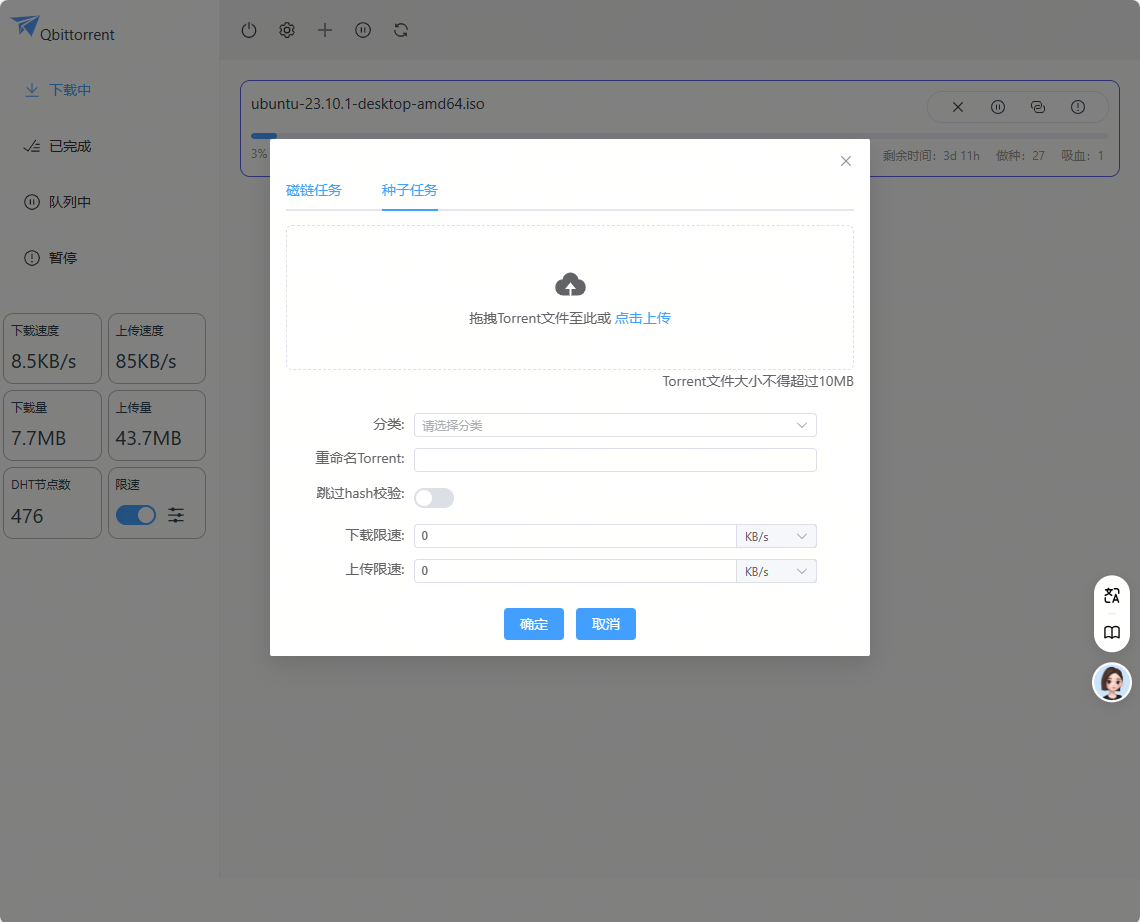 Qbittorrent
下载中
已完成
队列中
暂停
下载速度
8.5KB/s
上传速度
85KB/s
下载量
7.7MB
上传量
43.7MB
DHT节点数
476
限速
ubuntu-23.10.1-desktop-amd64.iso
3%
剩余时间: 3d 11h 做种: 27 吸血: 1
磁链任务 种子任务
拖拽Torrent文件至此或 点击上传
Torrent文件大小不得超过10MB
分类: 请选择分类
重命名Torrent:
跳过hash校验:
下载限速: 0 KB/s
上传限速: 0 KB/s
确定 取消